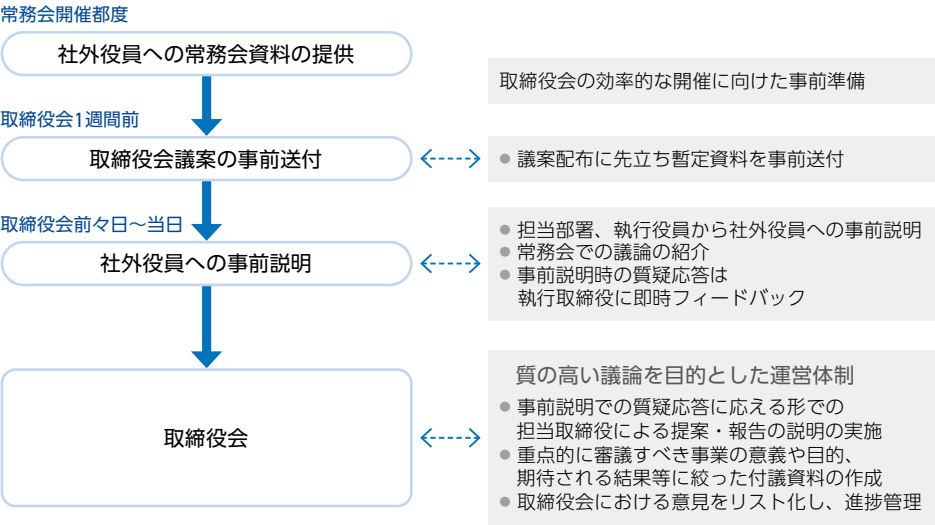 常務会開催都度
社外役員への常務会資料の提供
取締役会の効率的な開催に向けた事前準備
取締役会1週間前
取締役会議案の事前送付
● 議案配布に先立ち暫定資料を事前送付
取締役会前々日～当日
社外役員への事前説明
● 担当部署、執行役員から社外役員への事前説明
● 常務会での議論の紹介
● 事前説明時の質疑応答は
執行取締役に即時フィードバック
取締役会
質の高い議論を目的とした運営体制
● 事前説明での質疑応答に応える形での
担当取締役による提案・報告の説明の実施
● 重点的に審議すべき事業の意義や目的、
期待される結果等に絞った付議資料の作成
● 取締役会における意見をリスト化し、進捗管理